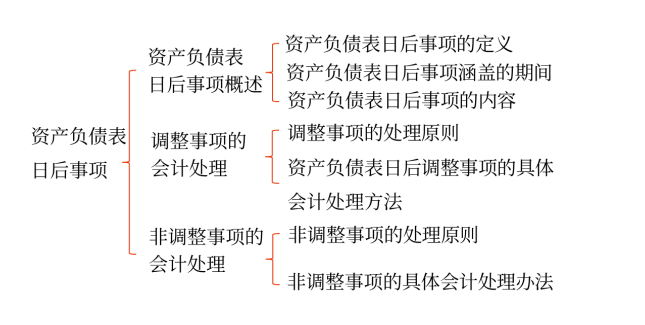 资产负债表
日后事项
资产负债表
日后事项概述
资产负债表日后事项的定义
资产负债表日后事项涵盖的期间
资产负债表日后事项的内容
调整事项的
会计处理
调整事项的处理原则
资产负债表日后调整事项的具体
会计处理方法
非调整事项的
会计处理
非调整事项的处理原则
非调整事项的具体会计处理办法